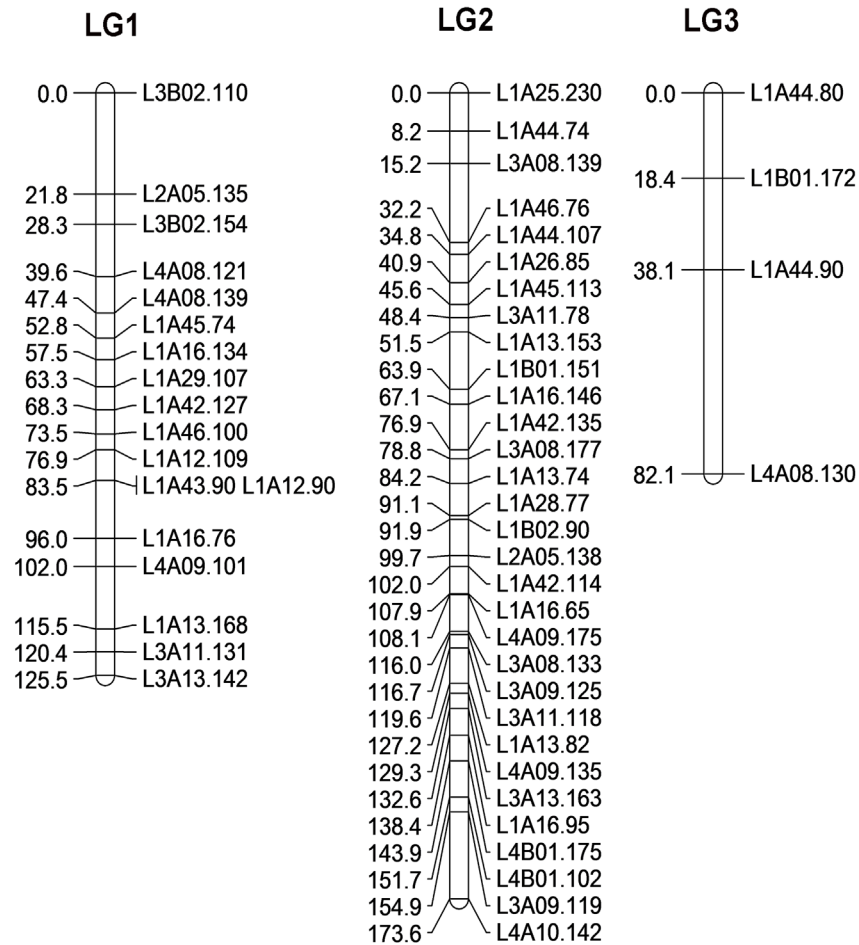 LG1
0.0 L3B02.110
21.8 L2A05.135
28.3 L3B02.154
39.6 L4A08.121
47.4 L4A08.139
52.8 L1A45.74
57.5 L1A16.134
63.3 L1A29.107
68.3 L1A42.127
73.5 L1A46.100
76.9 L1A12.109
83.5 L1A43.90 L1A12.90
96.0 L1A16.76
102.0 L4A09.101
115.5 L1A13.168
120.4 L3A11.131
125.5 L3A13.142
LG2
0.0 L1A25.230
8.2 L1A44.74
15.2 L3A08.139
32.2 L1A46.76
34.8 L1A44.107
40.9 L1A26.85
45.6 L1A45.113
48.4 L3A11.78
51.5 L1A13.153
63.9 L1B01.151
67.1 L1A16.146
76.9 L1A42.135
78.8 L3A08.177
84.2 L1A13.74
91.1 L1A28.77
91.9 L1B02.90
99.7 L2A05.138
102.0 L1A42.114
107.9 L1A16.65
108.1 L4A09.175
116.0 L3A08.133
116.7 L3A09.125
119.6 L3A11.118
127.2 L1A13.82
129.3 L4A09.135
132.6 L3A13.163
138.4 L1A16.95
143.9 L4B01.175
151.7 L4B01.102
154.9 L3A09.119
173.6 L4A10.142
LG3
0.0 L1A44.80
18.4 L1B01.172
38.1 L1A44.90
82.1 L4A08.130